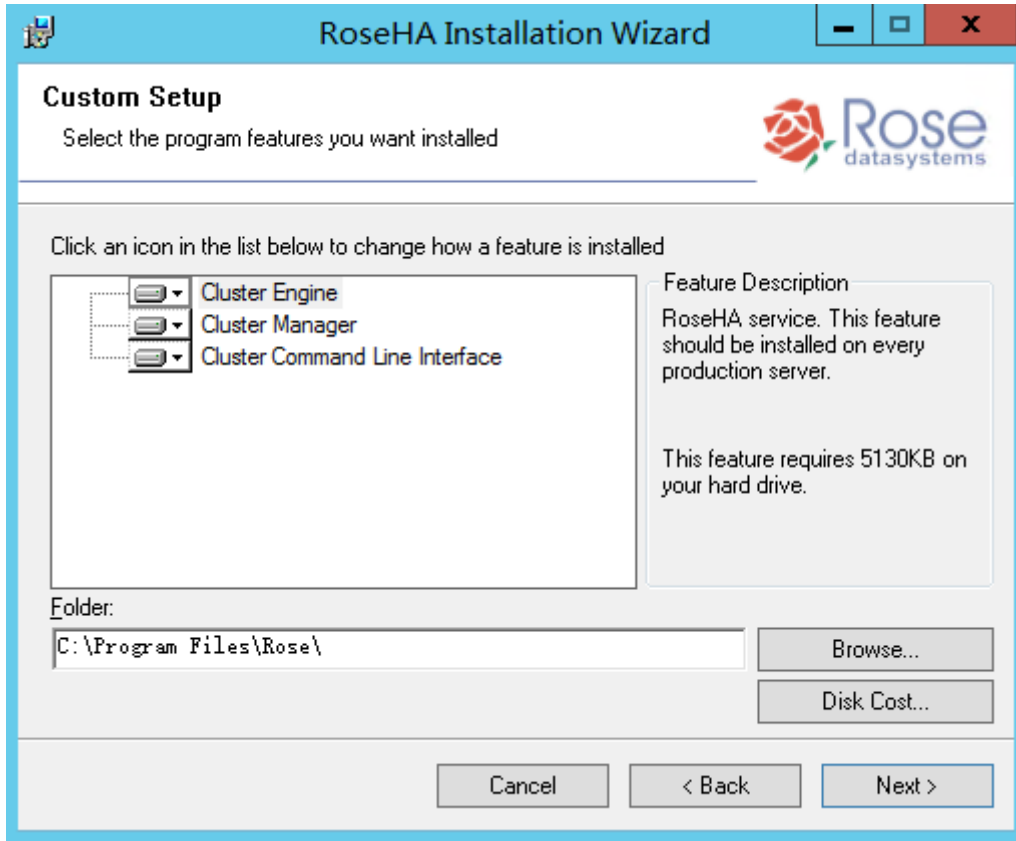 RoseHA Installation Wizard
Custom Setup
Select the program features you want installed
Rose
datasystems
Click an icon in the list below to change how a feature is installed
Cluster Engine
Cluster Manager
Cluster Command Line Interface
Feature Description
RoseHA service. This feature
should be installed on every
production server.
This feature requires 5130KB on
your hard drive.
Folder:
C:\Program Files\Rose\
Browse...
Disk Cost...
Cancel
< Back
Next >